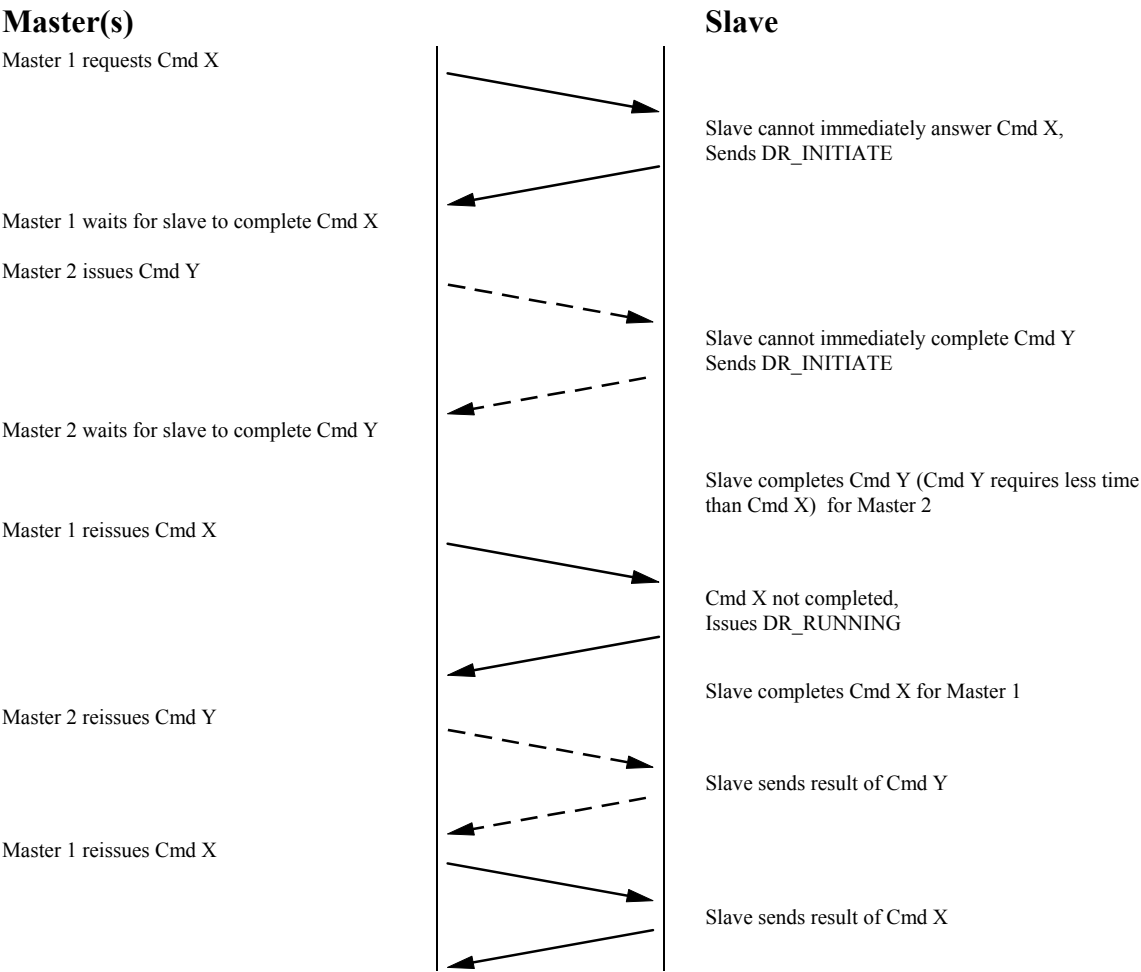 Master(s)
Slave
Master 1 requests Cmd X
Slave cannot immediately answer Cmd X,
Sends DR_INITIATE
Master 1 waits for slave to complete Cmd X
Master 2 issues Cmd Y
Slave cannot immediately complete Cmd Y
Sends DR_INITIATE
Master 2 waits for slave to complete Cmd Y
Slave completes Cmd Y (Cmd Y requires less time
than Cmd X) for Master 2
Master 1 reissues Cmd X
Cmd X not completed,
Issues DR_RUNNING
Slave completes Cmd X for Master 1
Master 2 reissues Cmd Y
Slave sends result of Cmd Y
Master 1 reissues Cmd X
Slave sends result of Cmd X